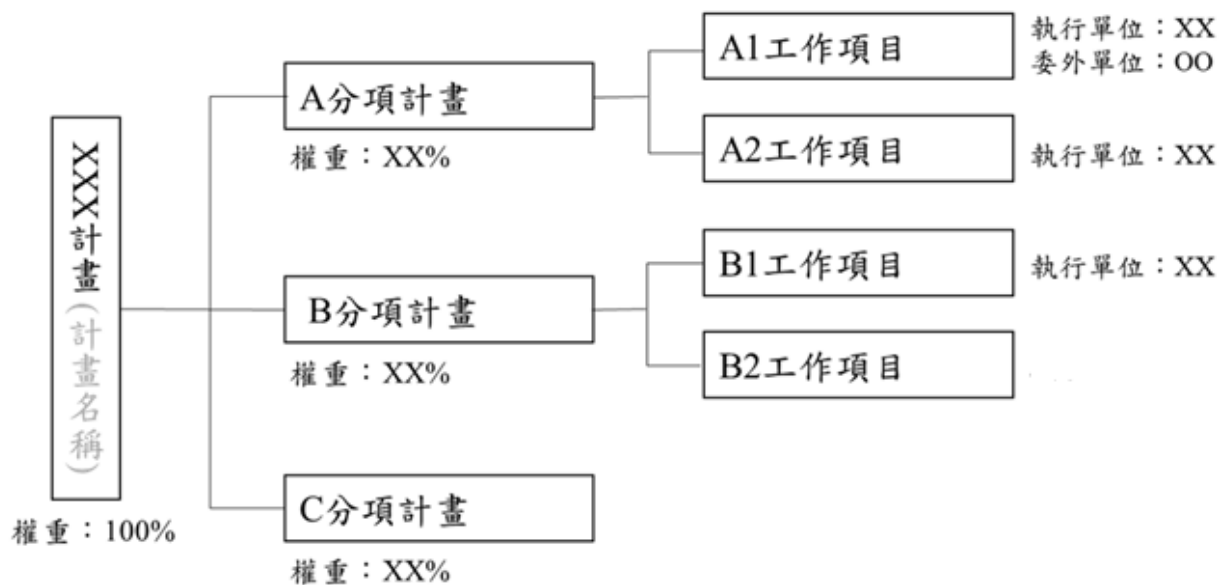 XXX計畫(計畫名稱)
權重：100%
A分項計畫
權重：XX%
A1工作項目
執行單位：XX
委外單位：OO
A2工作項目
執行單位：XX
B分項計畫
權重：XX%
B1工作項目
執行單位：XX
B2工作項目
C分項計畫
權重：XX%